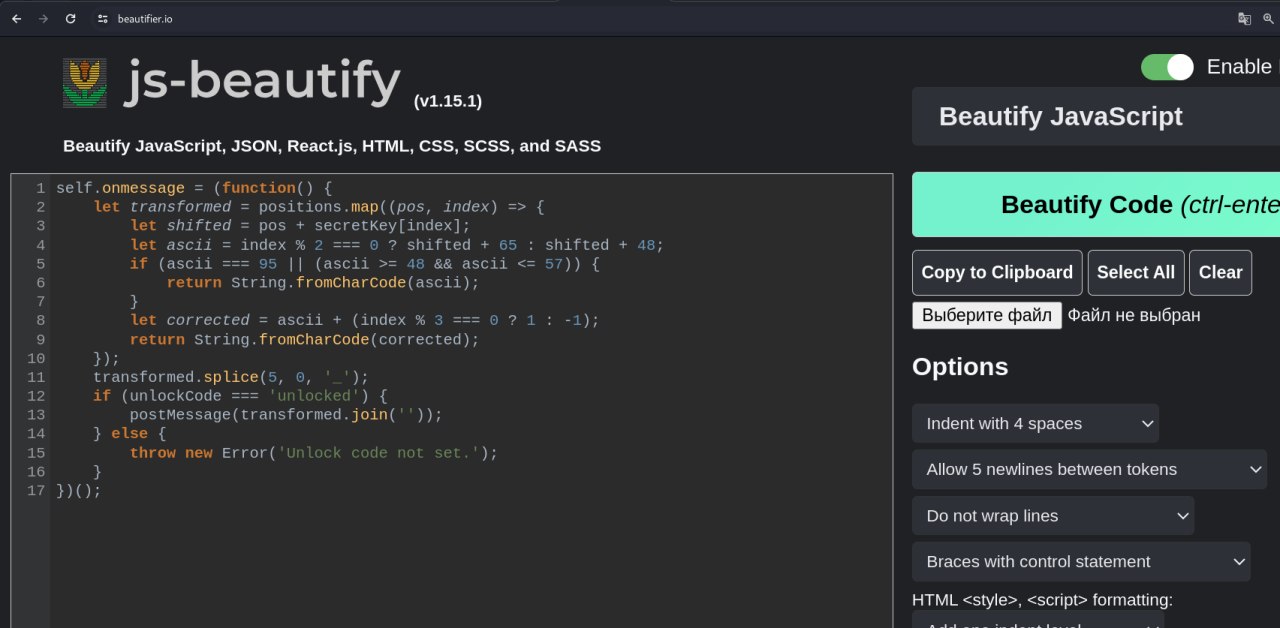 beautifier.io
js-beautify (v1.15.1)
Enable
Beautify JavaScript
Beautify JavaScript, JSON, React.js, HTML, CSS, SCSS, and SASS
1 self.onmessage = (function() {
2     let transformed = positions.map((pos, index) => {
3         let shifted = pos + secretKey[index];
4         let ascii = index % 2 === 0 ? shifted + 65 : shifted + 48;
5         if (ascii === 95 || (ascii >= 48 && ascii <= 57)) {
6             return String.fromCharCode(ascii);
7         }
8         let corrected = ascii + (index % 3 === 0 ? 1 : -1);
9         return String.fromCharCode(corrected);
10     });
11     transformed.splice(5, 0, '_');
12     if (unlockCode === 'unlocked') {
13         postMessage(transformed.join(''));
14     } else {
15         throw new Error('Unlock code not set.');
16     }
17 })();
Beautify Code (ctrl-ente
Copy to Clipboard Select All Clear
Выберите файл Файл не выбран
Options
Indent with 4 spaces
Allow 5 newlines between tokens
Do not wrap lines
Braces with control statement
HTML <style>, <script> formatting:
Add one indent level